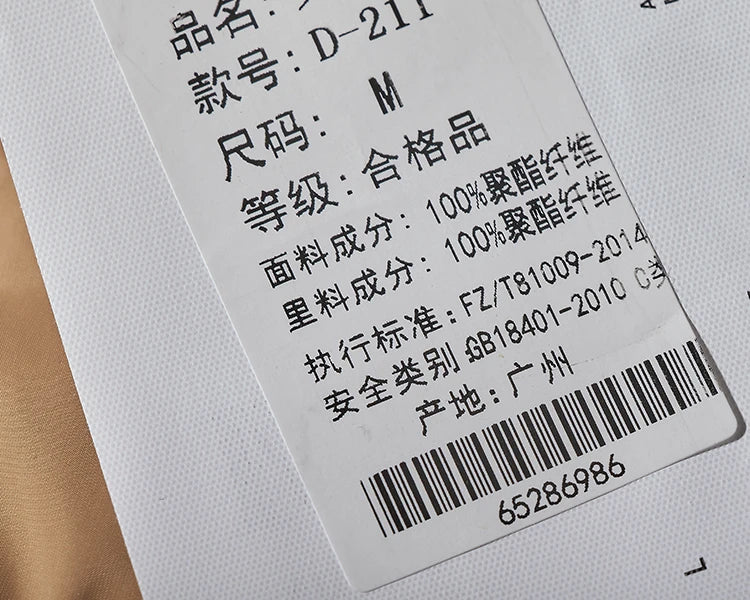 品名:
款号: D-211
尺码: M
等级: 合格品
面料成分: 100%聚酯纤维
里料成分: 100%聚酯纤维
执行标准: FZ/T81009-2014
安全类别 GB18401-2010 C类
产地: 广州
65286986